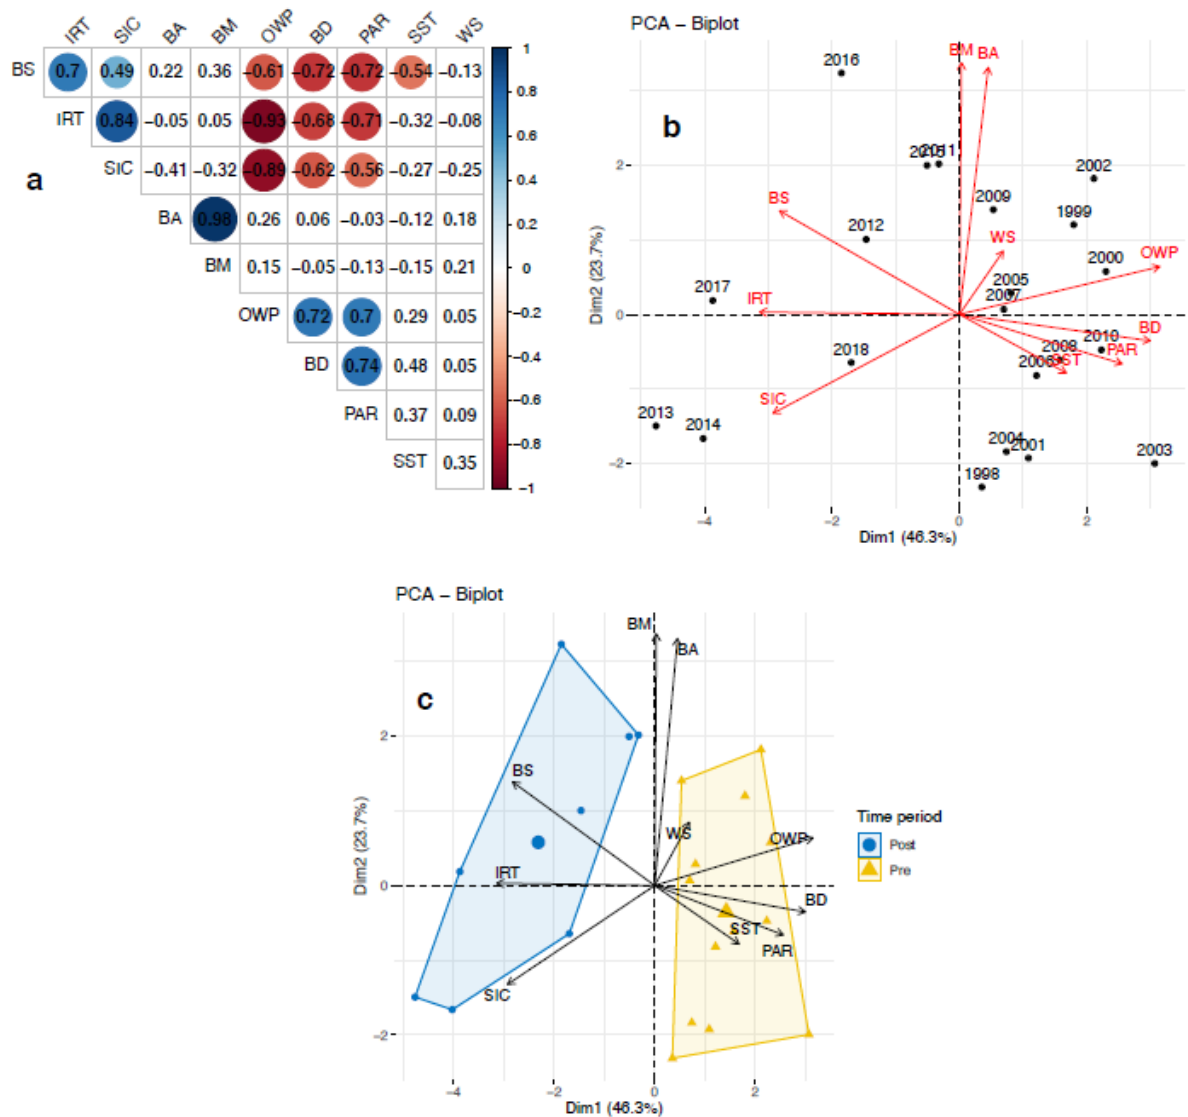 IRT SIC BA BM OWP BD PAR SST WS
BS 0.7 0.49 0.22 0.36 −0.61 −0.72 −0.72 −0.54 −0.13
IRT 0.84 −0.05 0.05 −0.93 −0.68 −0.71 −0.32 −0.08
SIC −0.41 −0.32 −0.89 −0.62 −0.56 −0.27 −0.25
BA 0.98 0.26 0.06 −0.03 −0.12 0.18
BM 0.15 −0.05 −0.13 −0.15 0.21
OWP 0.72 0.7 0.29 0.05
BD 0.74 0.48 0.05
PAR 0.37 0.09
SST 0.35
a
1
0.8
0.6
0.4
0.2
0
−0.2
−0.4
−0.6
−0.8
−1
PCA − Biplot
b
BM BA
2016
2015 2011
2002
2009
1999
BS
2012
WS
OWP
2000
2017
IRT
2005
2007
BD
2010
2018
2008
PAR
2006
SST
SIC
2013
2014
2004
2001
2003
1998
2
0
−2
Dim2 (23.7%)
−4 −2 0 2
Dim1 (46.3%)
PCA − Biplot
c
BM
BA
BS
WS
OWP
IRT
BD
SST
PAR
SIC
2
0
−2
Dim2 (23.7%)
−4 −2 0 2
Dim1 (46.3%)
Time period
Post
Pre